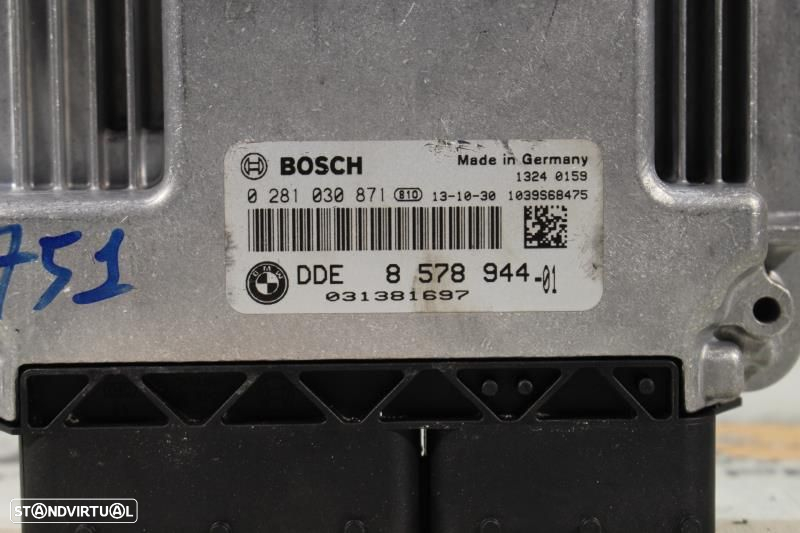 BOSCH
Made in Germany
1324 0159
0 281 030 871 810 13-10-30 1039S68475
BMW DDE 8 578 944-01
031381697
751
STANDVIRTUAL